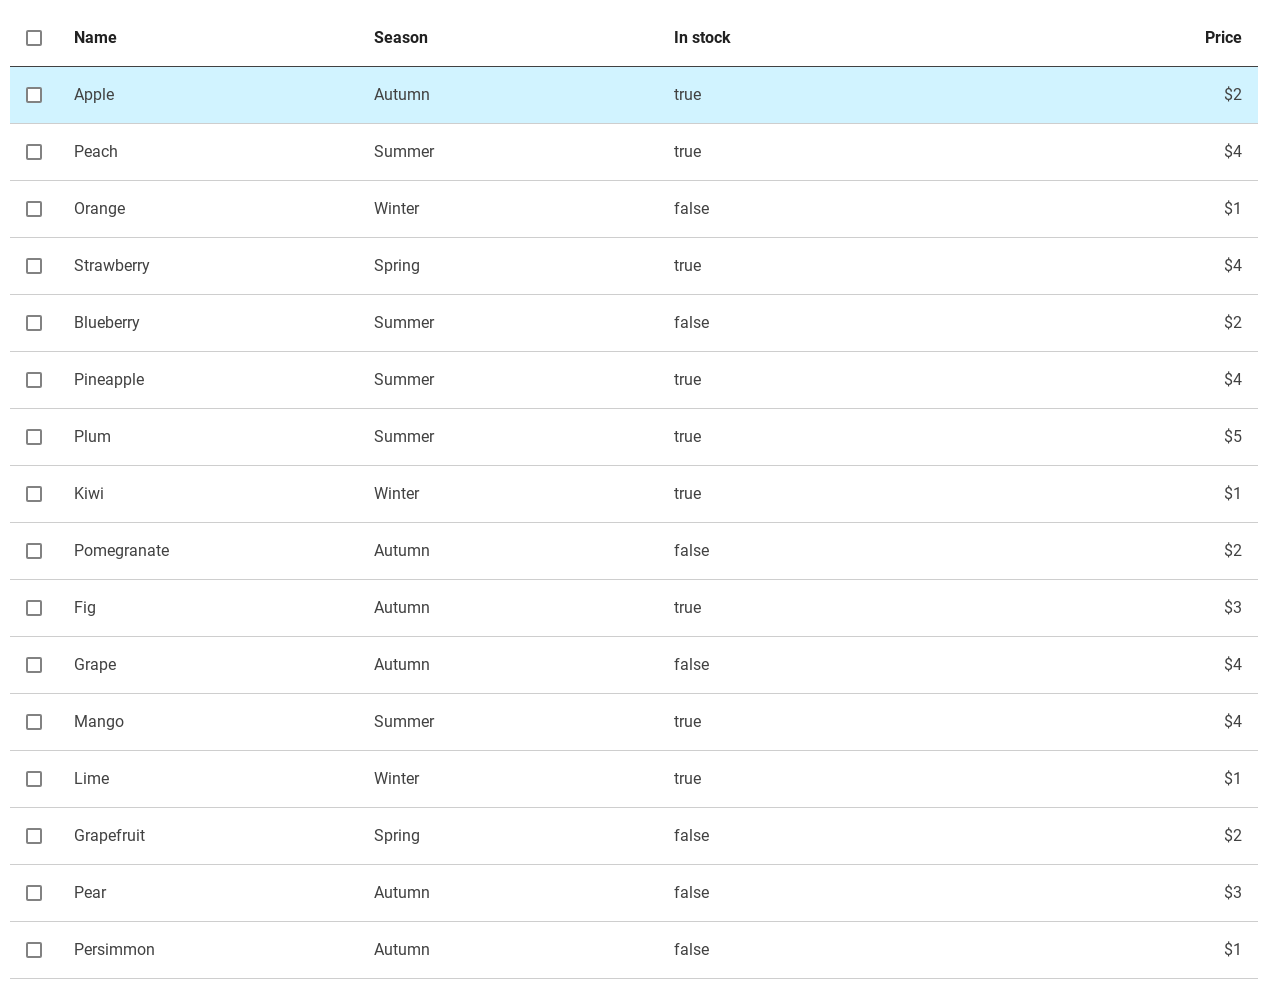 Name Season In stock Price
Apple Autumn true $2
Peach Summer true $4
Orange Winter false $1
Strawberry Spring true $4
Blueberry Summer false $2
Pineapple Summer true $4
Plum Summer true $5
Kiwi Winter true $1
Pomegranate Autumn false $2
Fig Autumn true $3
Grape Autumn false $4
Mango Summer true $4
Lime Winter true $1
Grapefruit Spring false $2
Pear Autumn false $3
Persimmon Autumn false $1